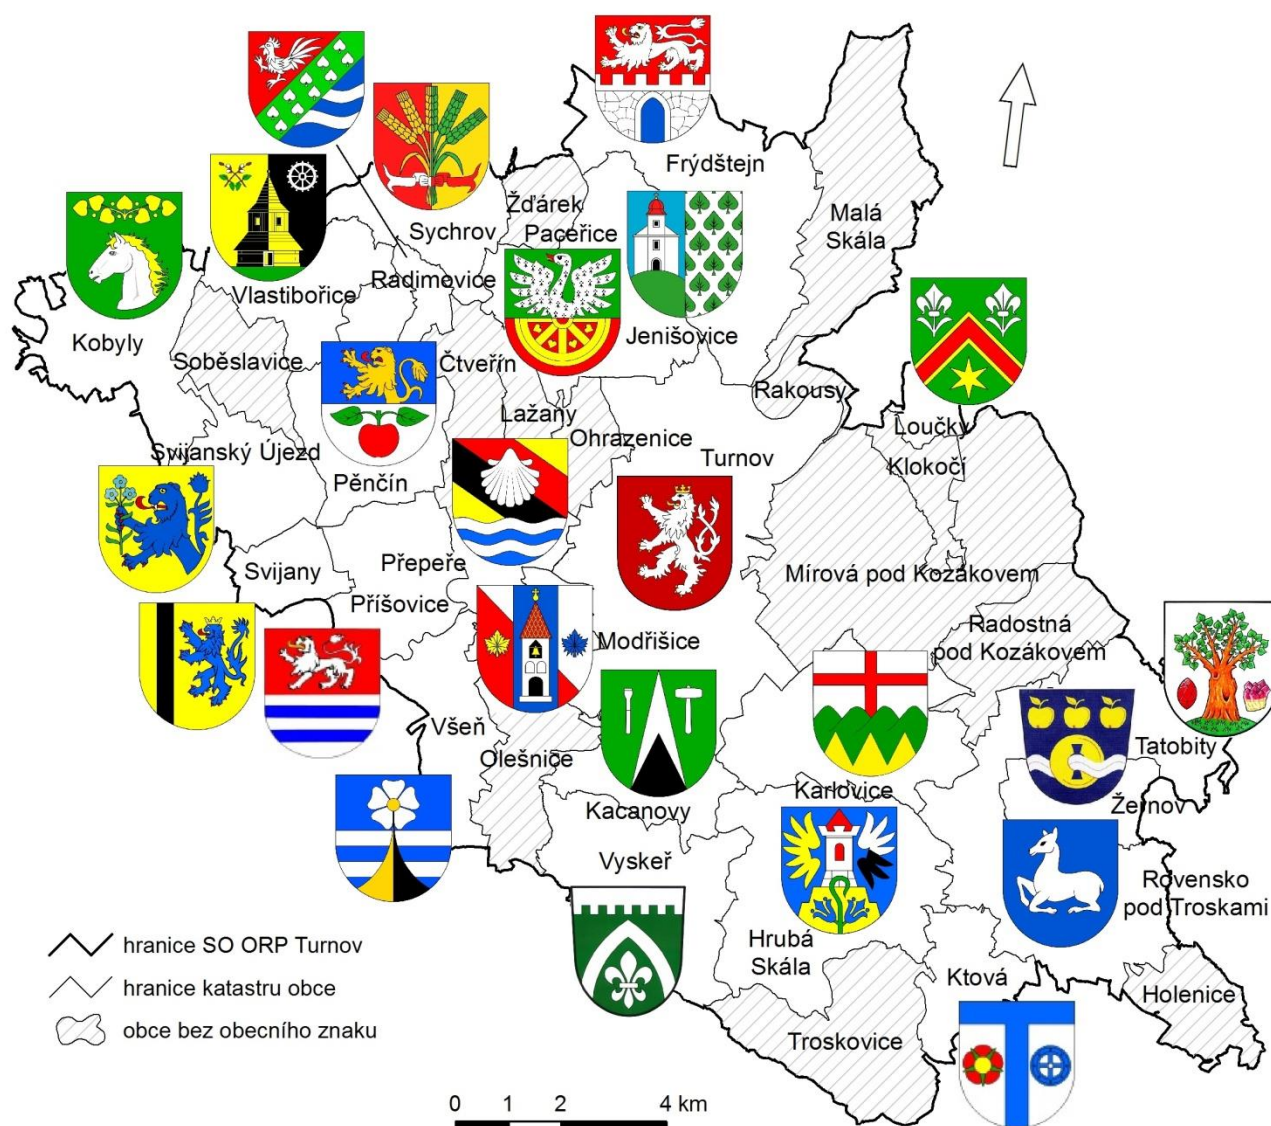 Frýdštejn
Malá
Skála
Žďárek
Sychrov
Paceřice
Radimovice
Vlastibořice
Jenišovice
Kobyly
Soběslavice
Čtveřín
Rakousy
Lažany
Loučky
Ohrazenice
Svijanský Újezd
Turnov
Klokočí
Pěnčín
Přepeře
Svijany
Mírová pod Kozákovem
Příšovice
Radostná
pod Kozákovem
Modřišice
Všeň
Olešnice
Tatobity
Karlovice
Žernov
Kacanovy
Vyskeř
Rovensko
pod Troskami
Hrubá
Skála
Ktová
Holenice
Troskovice
hranice SO ORP Turnov
hranice katastru obce
obce bez obecního znaku
0 1 2 4 km